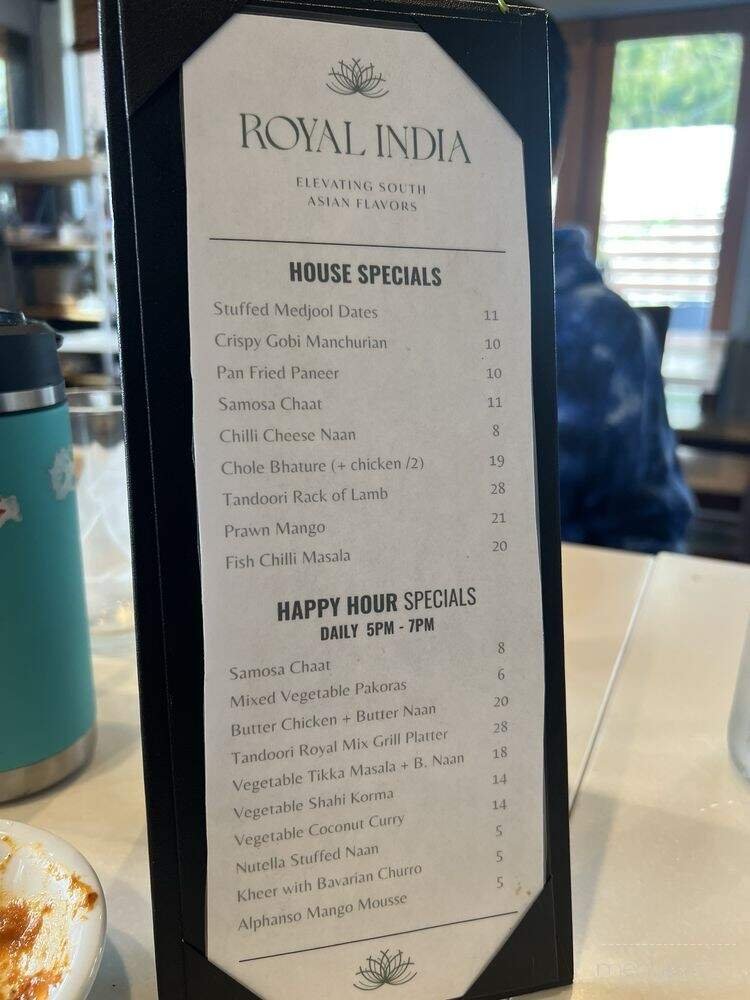 ROYAL INDIA
ELEVATING SOUTH
ASIAN FLAVORS
HOUSE SPECIALS
Stuffed Medjool Dates 11
Crispy Gobi Manchurian 10
Pan Fried Paneer 10
Samosa Chaat 11
Chilli Cheese Naan 8
Chole Bhature (+ chicken /2) 19
Tandoori Rack of Lamb 28
Prawn Mango 21
Fish Chilli Masala 20
HAPPY HOUR SPECIALS
DAILY 5PM - 7PM
Samosa Chaat 8
Mixed Vegetable Pakoras 6
Butter Chicken + Butter Naan 20
Tandoori Royal Mix Grill Platter 28
Vegetable Tikka Masala + B. Naan 18
Vegetable Shahi Korma 14
Vegetable Coconut Curry 14
Nutella Stuffed Naan 5
Kheer with Bavarian Churro 5
Alphanso Mango Mousse 5